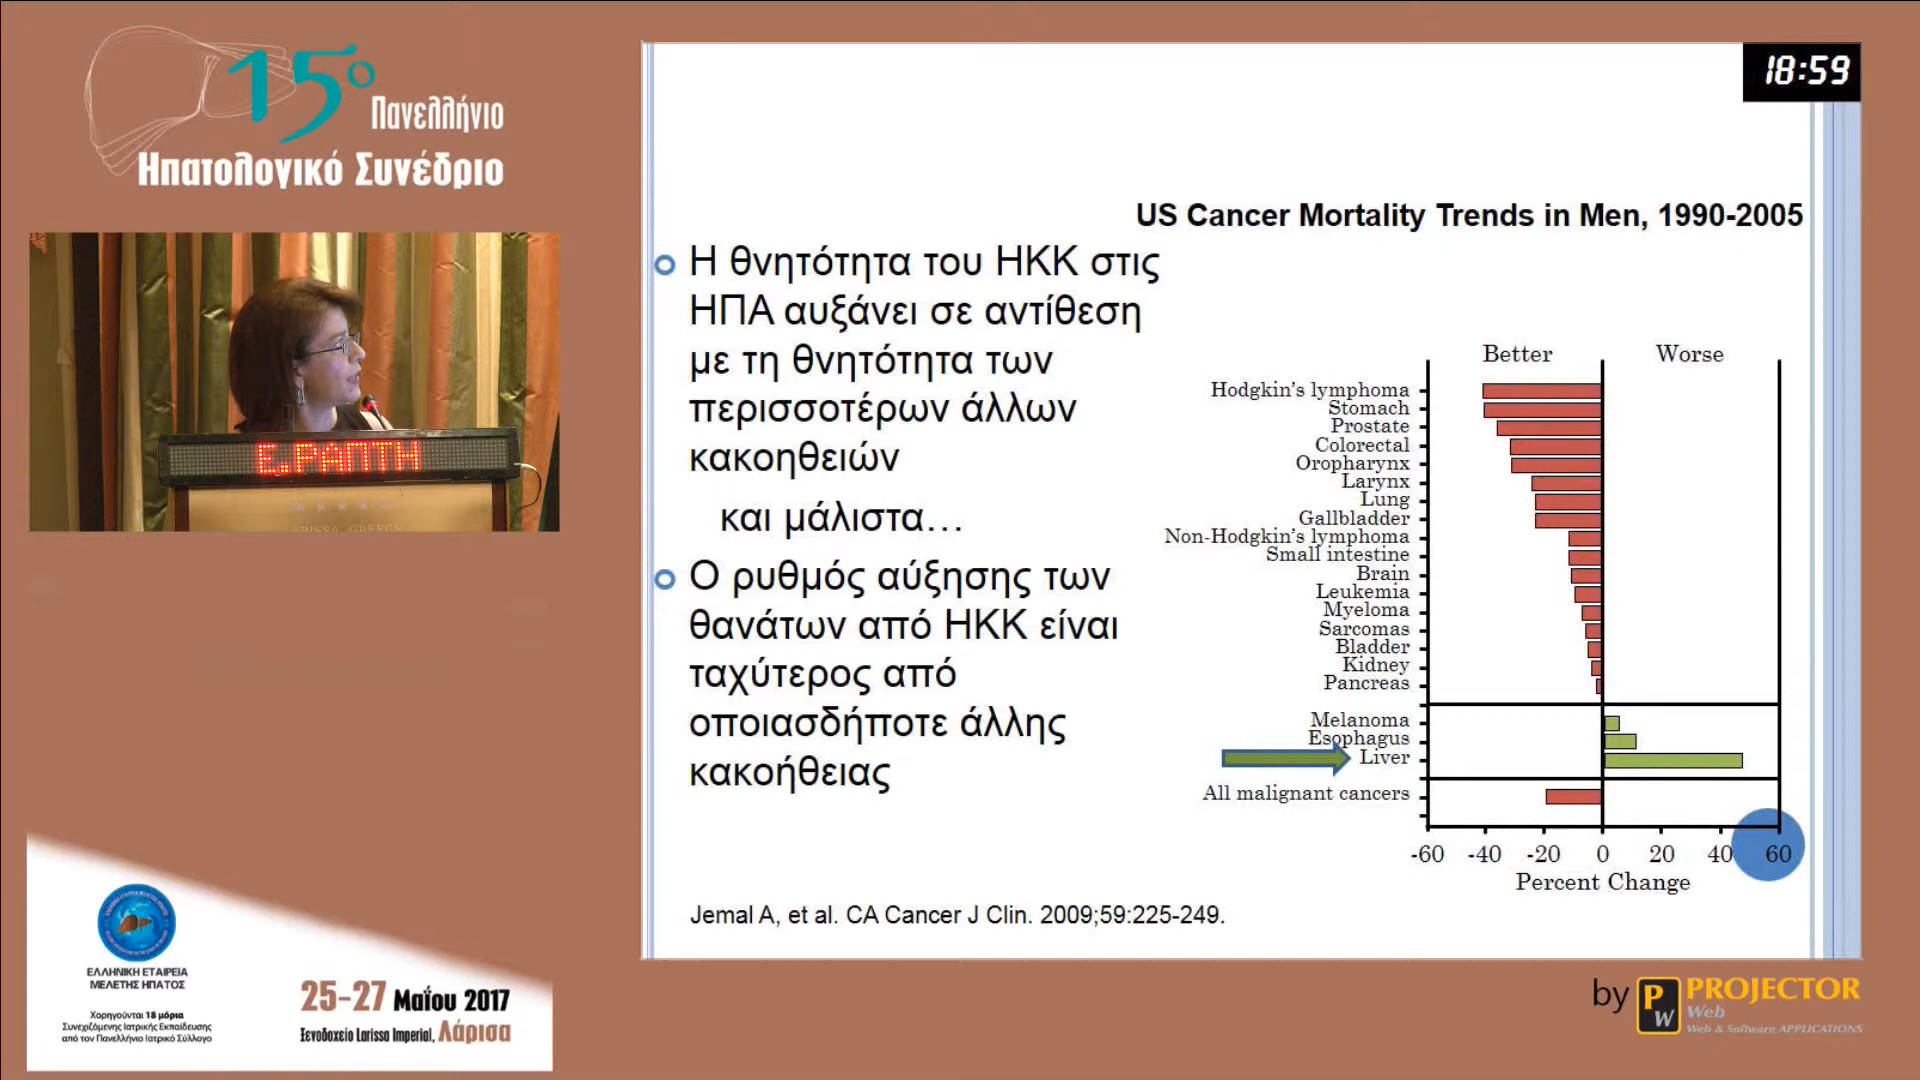 15ο
Πανελλήνιο
Ηπατολογικό Συνέδριο
Ε.ΡΑΠΤΗ
18:59
US Cancer Mortality Trends in Men, 1990-2005
Η θνητότητα του ΗΚΚ στις
ΗΠΑ αυξάνει σε αντίθεση
με τη θνητότητα των
περισσοτέρων άλλων
κακοηθειών
και μάλιστα…
Ο ρυθμός αύξησης των
θανάτων από ΗΚΚ είναι
ταχύτερος από
οποιασδήποτε άλλης
κακοήθειας
Better Worse
Hodgkin's lymphoma
Stomach
Prostate
Colorectal
Oropharynx
Larynx
Lung
Gallbladder
Non-Hodgkin's lymphoma
Small intestine
Brain
Leukemia
Myeloma
Sarcomas
Bladder
Kidney
Pancreas
Melanoma
Esophagus
Liver
All malignant cancers
-60 -40 -20 0 20 40 60
Percent Change
Jemal A, et al. CA Cancer J Clin. 2009;59:225-249.
ΕΛΛΗΝΙΚΗ ΕΤΑΙΡΕΙΑ
ΜΕΛΕΤΗΣ ΗΠΑΤΟΣ
Χορηγούνται 18 μόρια
Συνεχιζόμενης Ιατρικής Εκπαίδευσης
από τον Πανελλήνιο Ιατρικό Σύλλογο
25-27 Μαΐου 2017
Ξενοδοχείο Larissa Imperial, Λάρισα
by PW PROJECTOR
Web
Web & Software APPLICATIONS